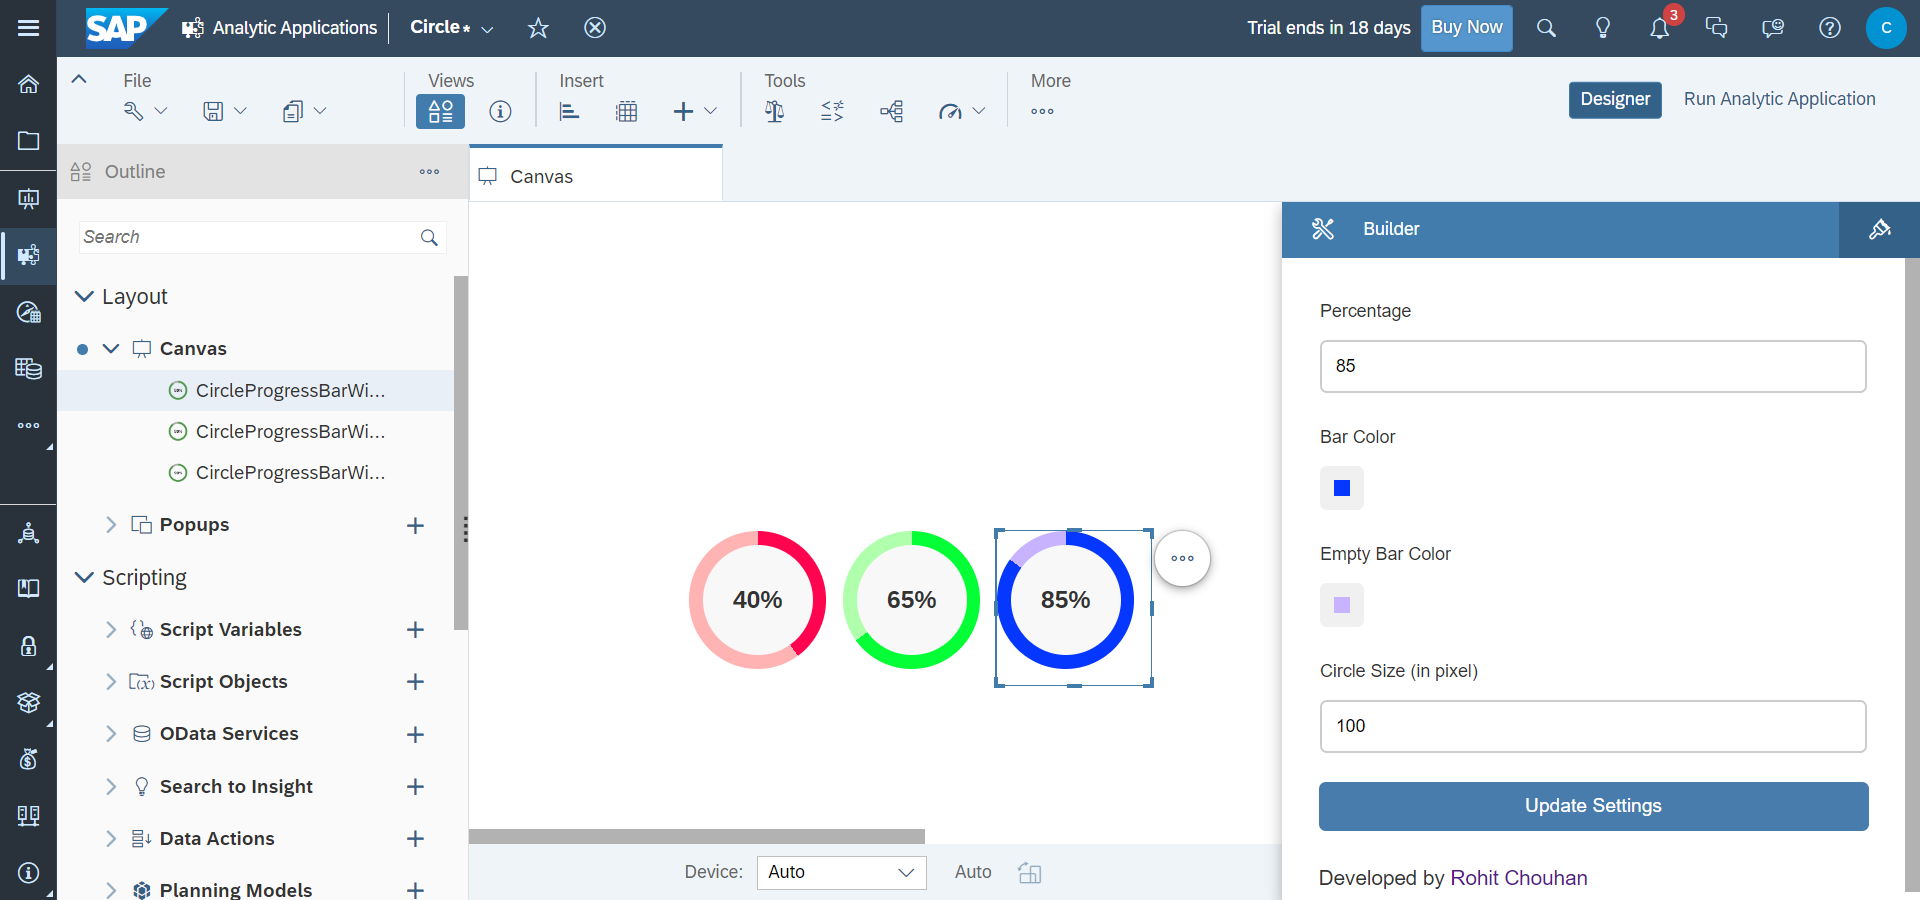 SAP Analytic Applications Circle* Trial ends in 18 days Buy Now 3 C
File Views Insert Tools More
Designer Run Analytic Application
Outline
Canvas
Search
Layout
Canvas
CircleProgressBarWi...
CircleProgressBarWi...
CircleProgressBarWi...
Popups
Scripting
Script Variables
Script Objects
OData Services
Search to Insight
Data Actions
Planning Models
40% 65% 85%
Device: Auto Auto
Builder
Percentage
85
Bar Color
Empty Bar Color
Circle Size (in pixel)
100
Update Settings
Developed by Rohit Chouhan